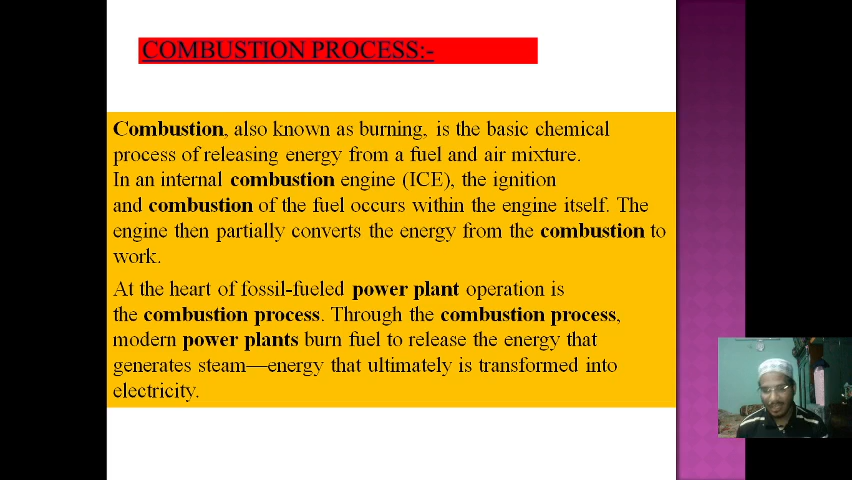 COMBUSTION PROCESS:-
Combustion, also known as burning, is the basic chemical
process of releasing energy from a fuel and air mixture.
In an internal combustion engine (ICE), the ignition
and combustion of the fuel occurs within the engine itself. The
engine then partially converts the energy from the combustion to
work.
At the heart of fossil-fueled power plant operation is
the combustion process. Through the combustion process,
modern power plants burn fuel to release the energy that
generates steam—energy that ultimately is transformed into
electricity.